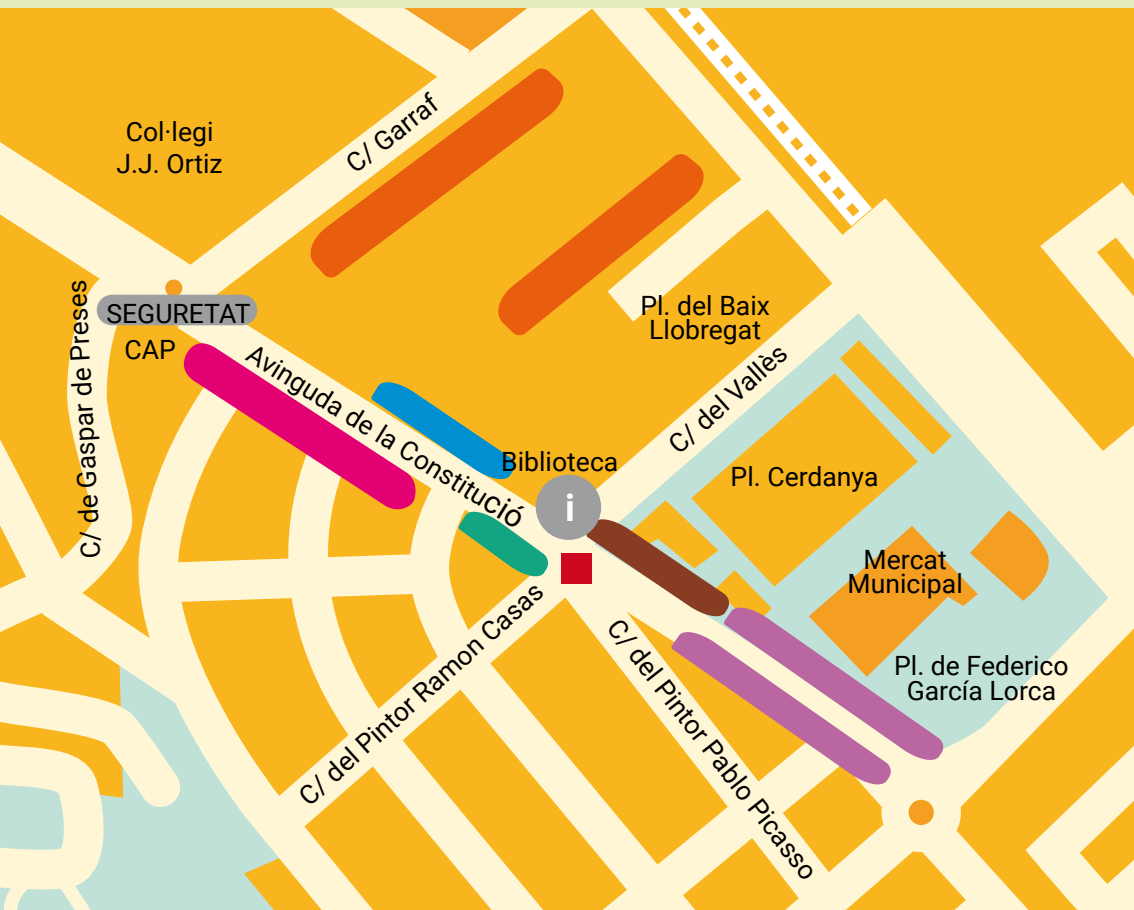 C/ Garraf
Col·legi
J.J. Ortiz
C/ de Gaspar de Preses
SEGURETAT
CAP
Avinguda de la Constitució
Pl. del Baix
Llobregat
C/ del Vallès
Biblioteca
i
Pl. Cerdanya
Mercat
Municipal
C/ del Pintor Ramon Casas
C/ del Pintor Pablo Picasso
Pl. de Federico
García Lorca